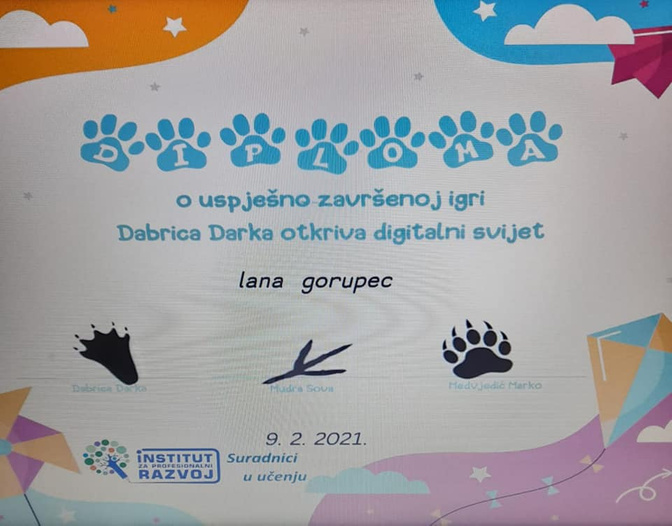 DIPLOMA
o uspješno završenoj igri
Dabrica Darka otkriva digitalni svijet
lana gorupec
Dabrica Darka
Mudra Sova
Medvjedić Marko
9. 2. 2021.
INSTITUT
ZA PROFESIONALNI
RAZVOJ
Suradnici
u učenju